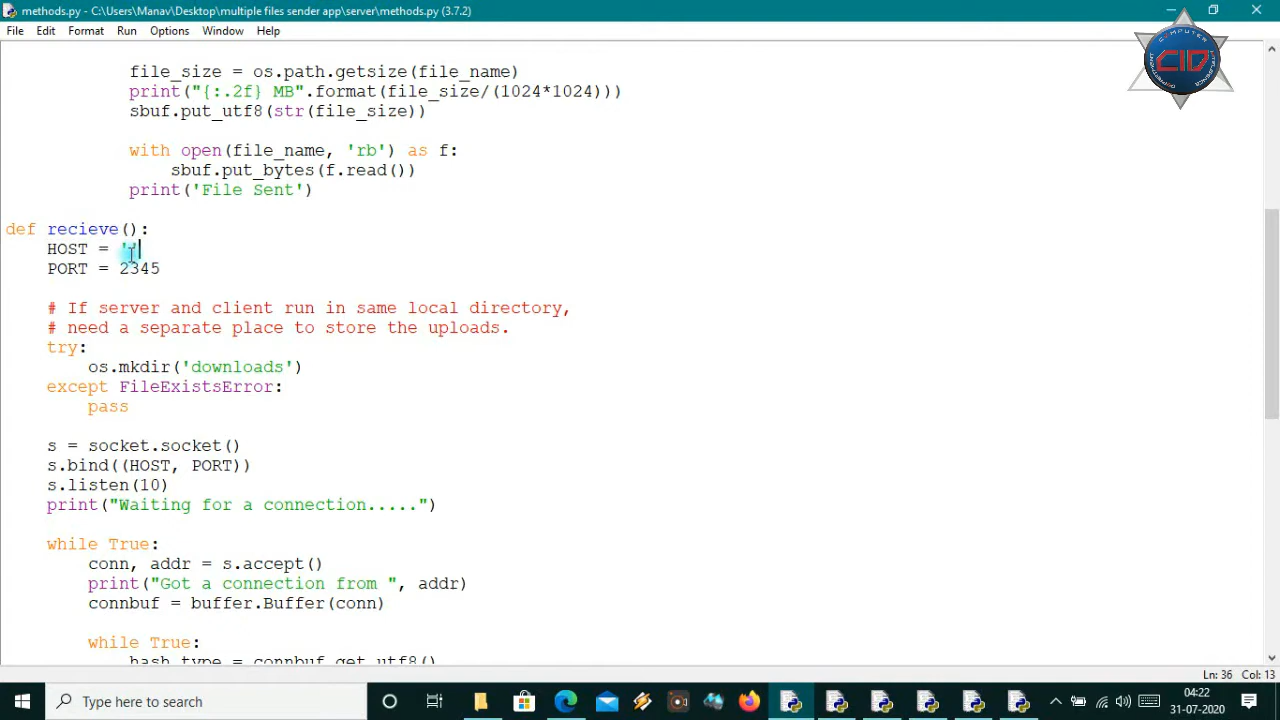 methods.py - C:\Users\Manav\Desktop\multiple files sender app\server\methods.py (3.7.2)
File Edit Format Run Options Window Help
COMPUTER
CID
file_size = os.path.getsize(file_name)
print("{:.2f} MB".format(file_size/(1024*1024)))
sbuf.put_utf8(str(file_size))
with open(file_name, 'rb') as f:
sbuf.put_bytes(f.read())
print('File Sent')
def recieve():
HOST = ''
PORT = 2345
# If server and client run in same local directory,
# need a separate place to store the uploads.
try:
os.mkdir('downloads')
except FileExistsError:
pass
s = socket.socket()
s.bind((HOST, PORT))
s.listen(10)
print("Waiting for a connection.....")
while True:
conn, addr = s.accept()
print("Got a connection from ", addr)
connbuf = buffer.Buffer(conn)
while True:
hash_type = connbuf.get_utf8()
Ln: 36 Col: 13
Type here to search
04:22
31-07-2020